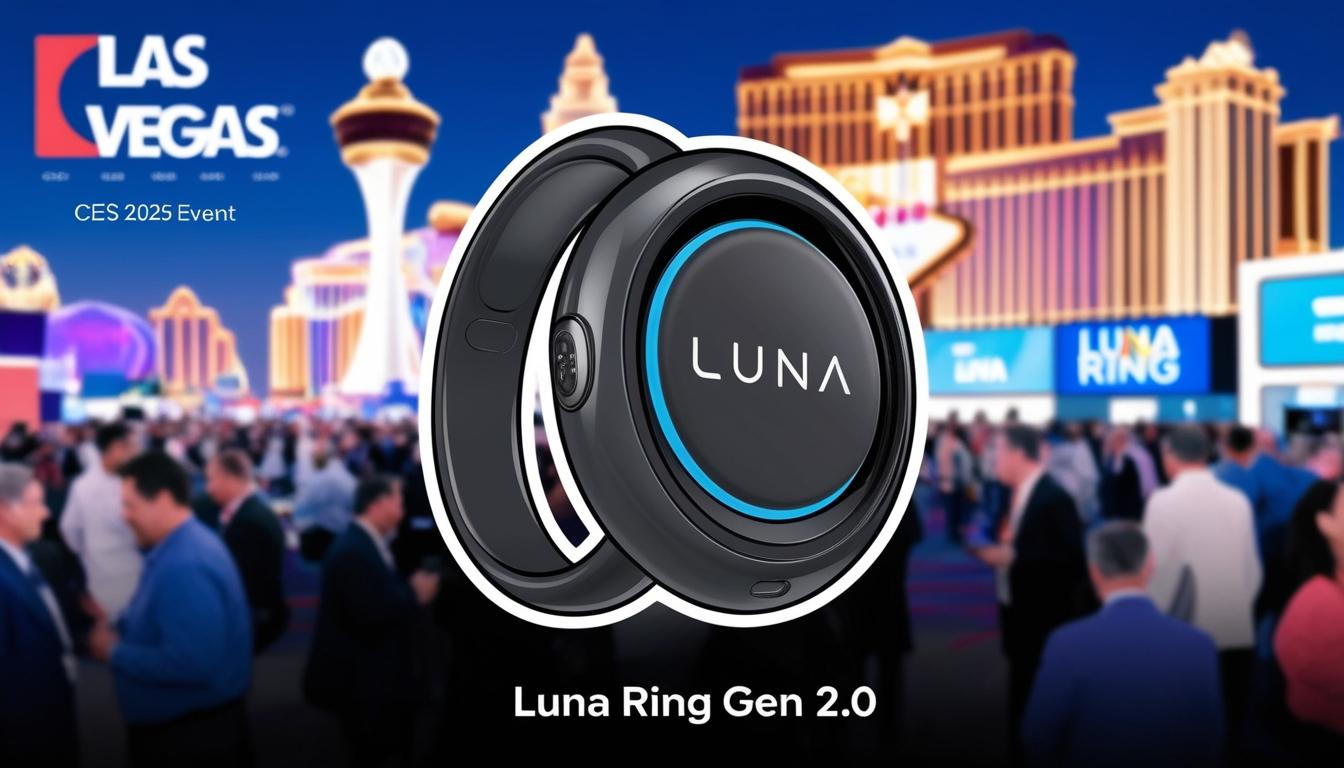 LAS
VEGAS
CES 2025 Event
LUNA
LUNA
RING
Luna Ring Gen 2.0